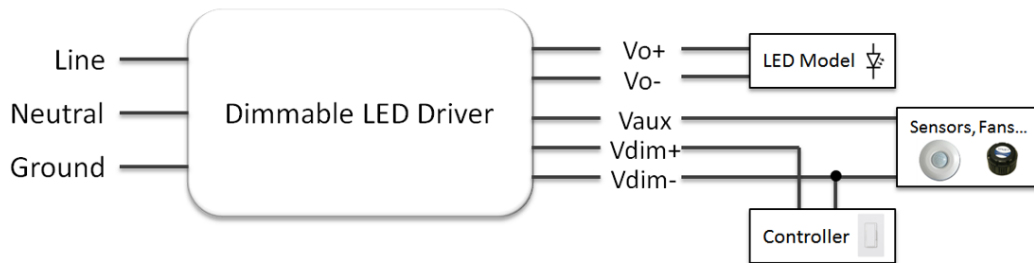 Line
Neutral
Ground
Dimmable LED Driver
Vo+
Vo-
Vaux
Vdim+
Vdim-
LED Model
Sensors, Fans...
Controller